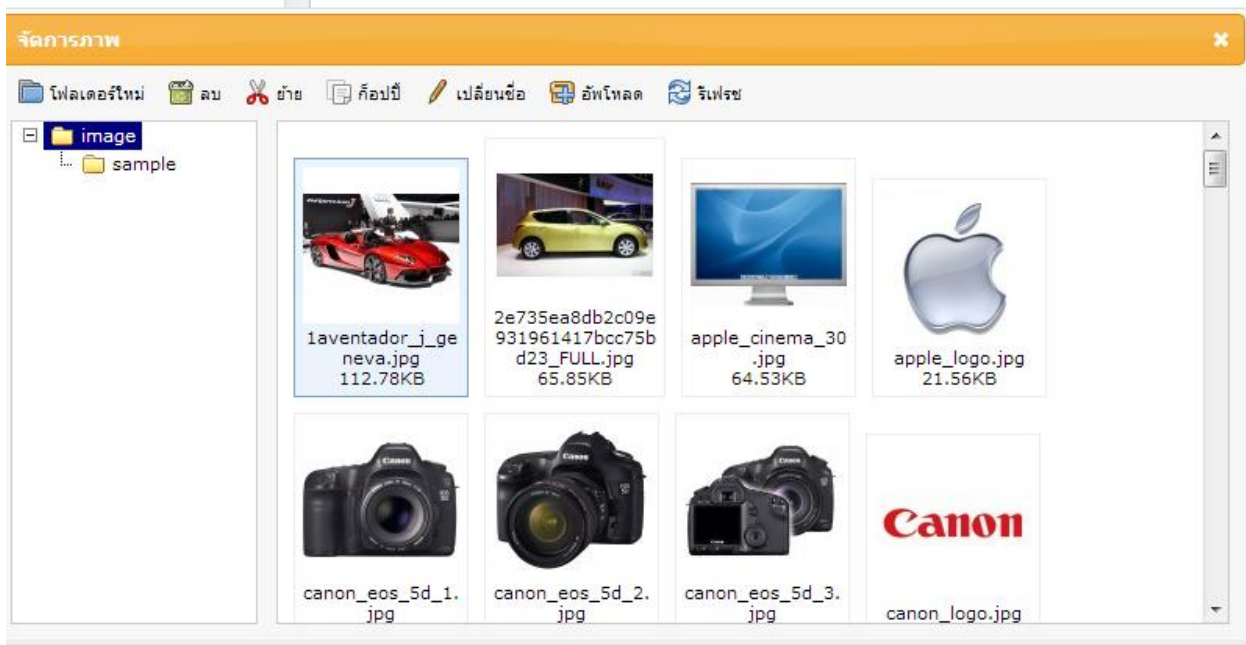 จัดการภาพ
โฟลเดอร์ใหม่ ลบ ย้าย ก็อปปี้ เปลี่ยนชื่อ อัพโหลด รีเฟรช
image
sample
1aventador_j_ge
neva.jpg
112.78KB
2e735ea8db2c09e
931961417bcc75b
d23_FULL.jpg
65.85KB
apple_cinema_30
.jpg
64.53KB
apple_logo.jpg
21.56KB
Canon
canon_eos_5d_1.
jpg
Canon
canon_eos_5d_2.
jpg
Canon
canon_eos_5d_3.
jpg
Canon
canon_logo.jpg